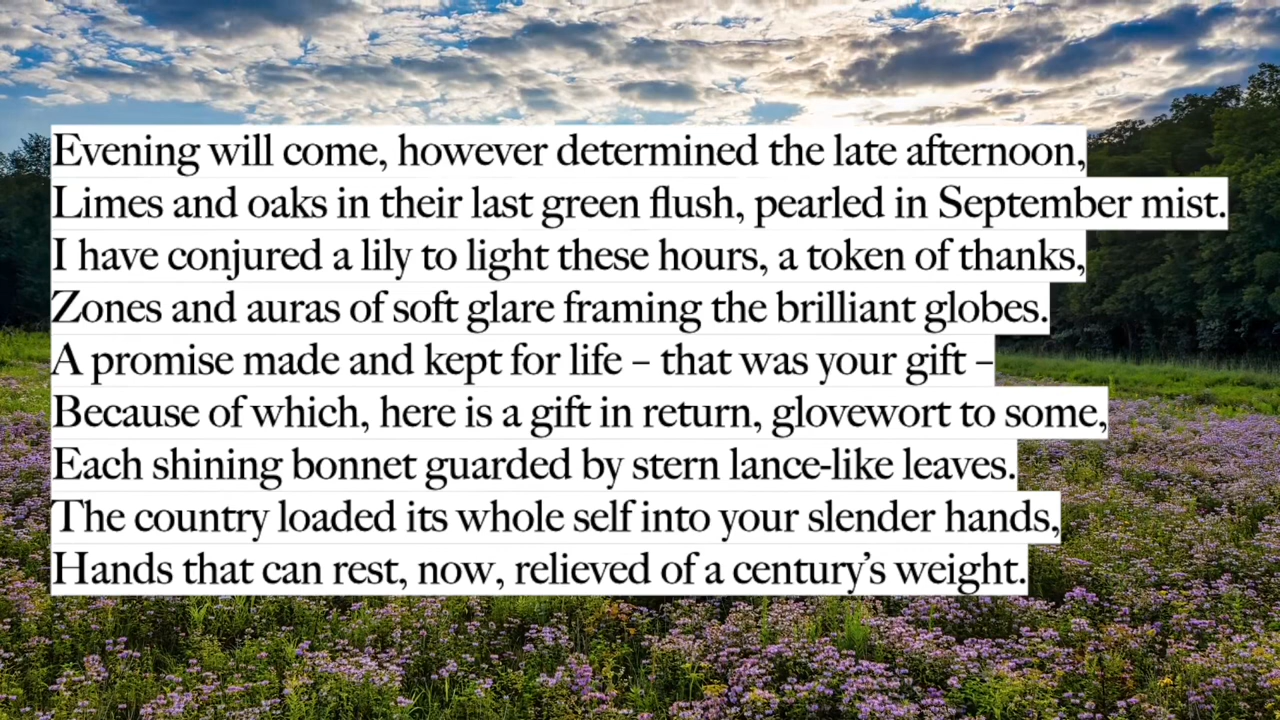 Evening will come, however determined the late afternoon,
Limes and oaks in their last green flush, pearled in September mist.
I have conjured a lily to light these hours, a token of thanks,
Zones and auras of soft glare framing the brilliant globes.
A promise made and kept for life – that was your gift –
Because of which, here is a gift in return, glovewort to some,
Each shining bonnet guarded by stern lance-like leaves.
The country loaded its whole self into your slender hands,
Hands that can rest, now, relieved of a century’s weight.